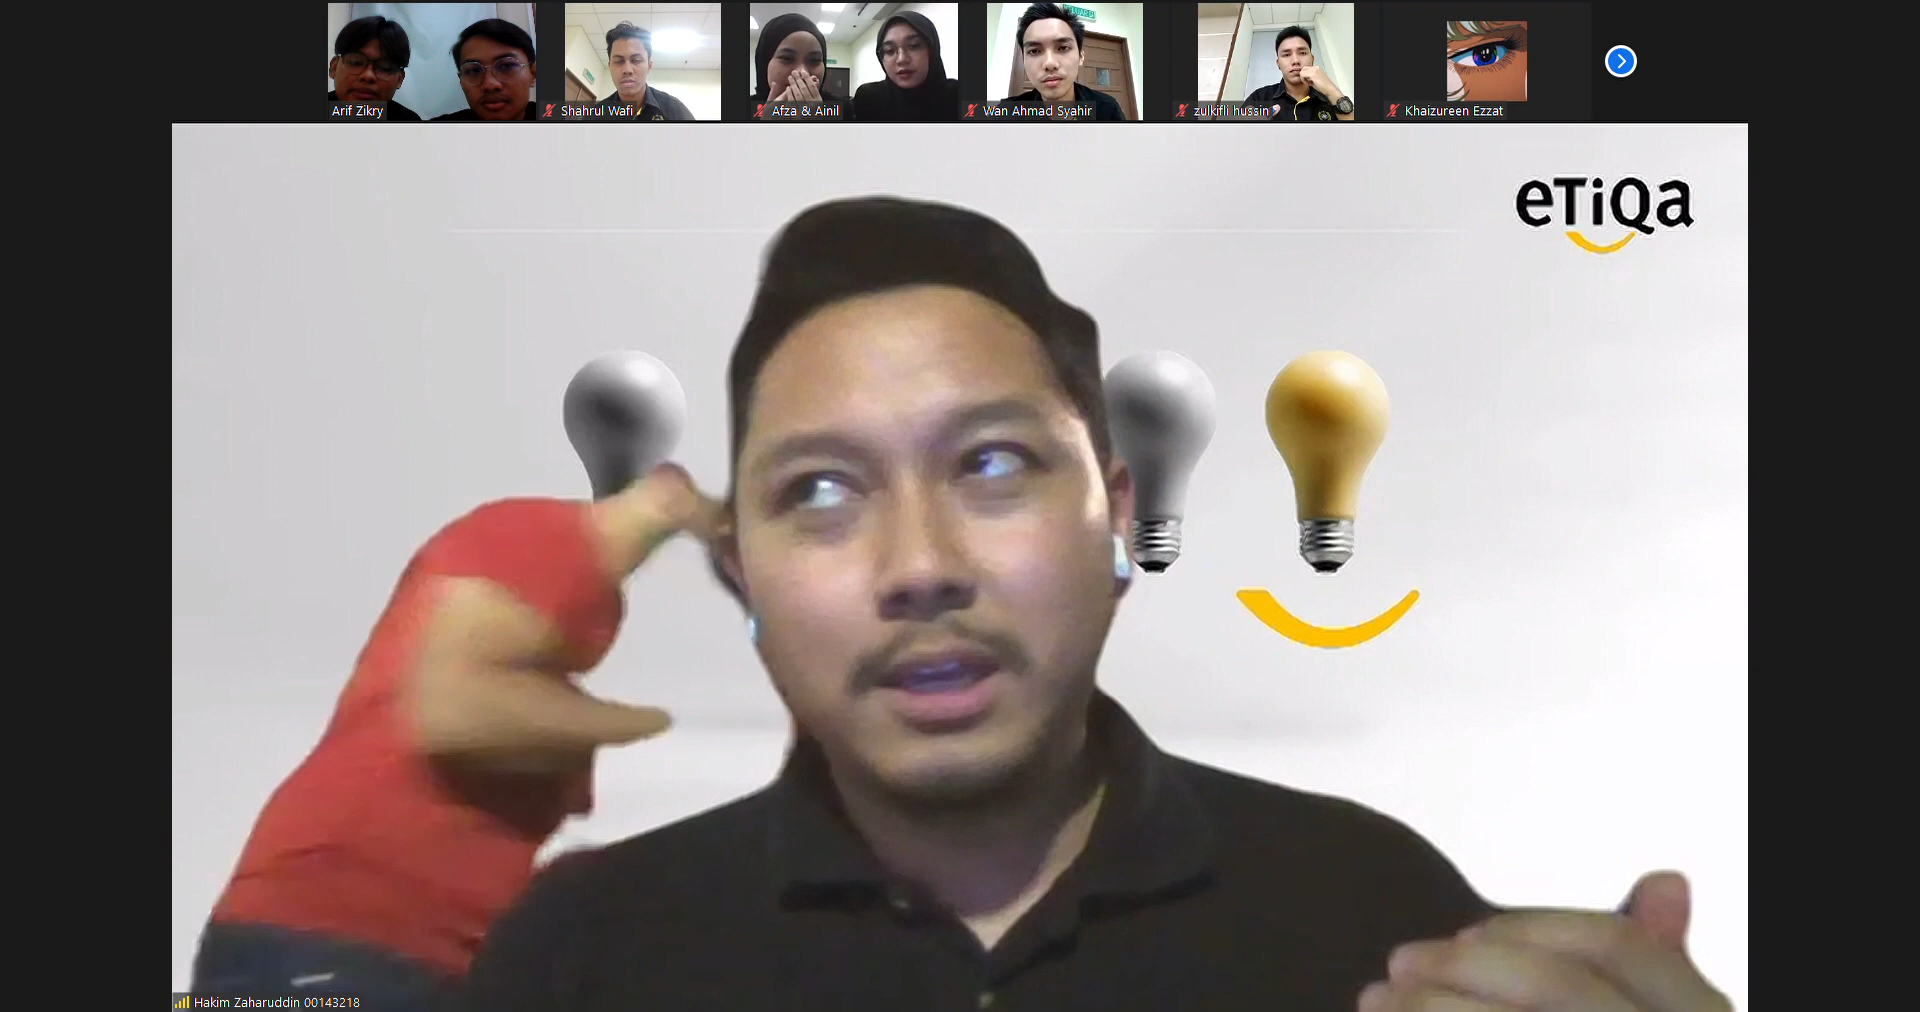 Arif Zikry
Shahrul Wafi
Afza & Ainil
Wan Ahmad Syahir
zulkifli hussin
Khaizureen Ezzat
eTiQa
Hakim Zaharuddin 00143218